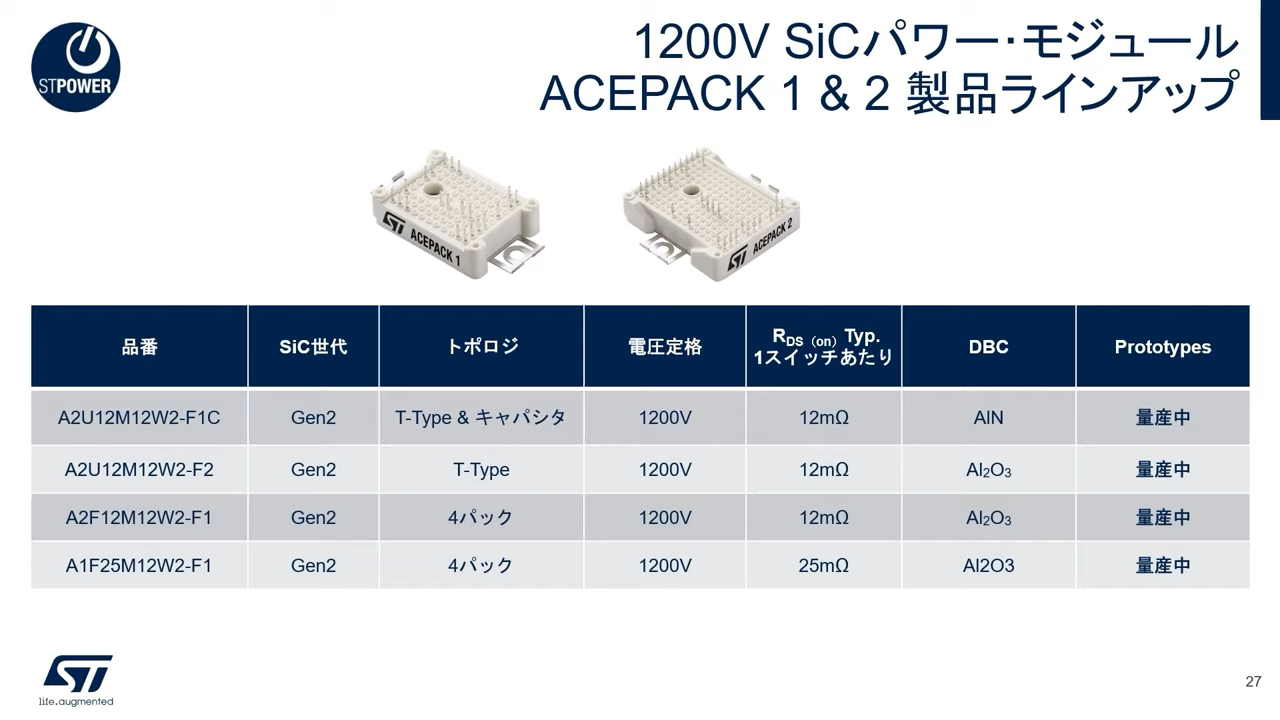 STPOWER
1200V SiCパワー・モジュール
ACEPACK 1 & 2 製品ラインアップ
ST ACEPACK 1
ST ACEPACK 2
品番 SiC世代 トポロジ 電圧定格 RDS（on）Typ. 1スイッチあたり DBC Prototypes
A2U12M12W2-F1C Gen2 T-Type & キャパシタ 1200V 12mΩ AlN 量産中
A2U12M12W2-F2 Gen2 T-Type 1200V 12mΩ Al₂O₃ 量産中
A2F12M12W2-F1 Gen2 4パック 1200V 12mΩ Al₂O₃ 量産中
A1F25M12W2-F1 Gen2 4パック 1200V 25mΩ Al2O3 量産中
ST
life.augmented
27